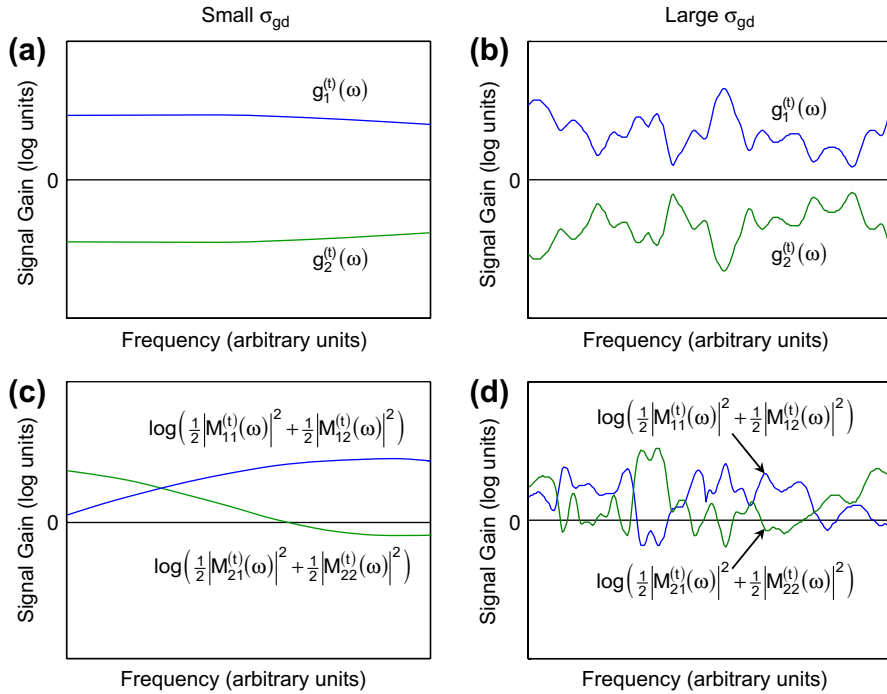 Small σ_gd
Large σ_gd
(a)
Signal Gain (log units)
0
g₁⁽ᵗ⁾(ω)
g₂⁽ᵗ⁾(ω)
Frequency (arbitrary units)
(b)
Signal Gain (log units)
0
g₁⁽ᵗ⁾(ω)
g₂⁽ᵗ⁾(ω)
Frequency (arbitrary units)
(c)
Signal Gain (log units)
0
log(½|M₁₁⁽ᵗ⁾(ω)|² + ½|M₁₂⁽ᵗ⁾(ω)|²)
log(½|M₂₁⁽ᵗ⁾(ω)|² + ½|M₂₂⁽ᵗ⁾(ω)|²)
Frequency (arbitrary units)
(d)
Signal Gain (log units)
0
log(½|M₁₁⁽ᵗ⁾(ω)|² + ½|M₁₂⁽ᵗ⁾(ω)|²)
log(½|M₂₁⁽ᵗ⁾(ω)|² + ½|M₂₂⁽ᵗ⁾(ω)|²)
Frequency (arbitrary units)